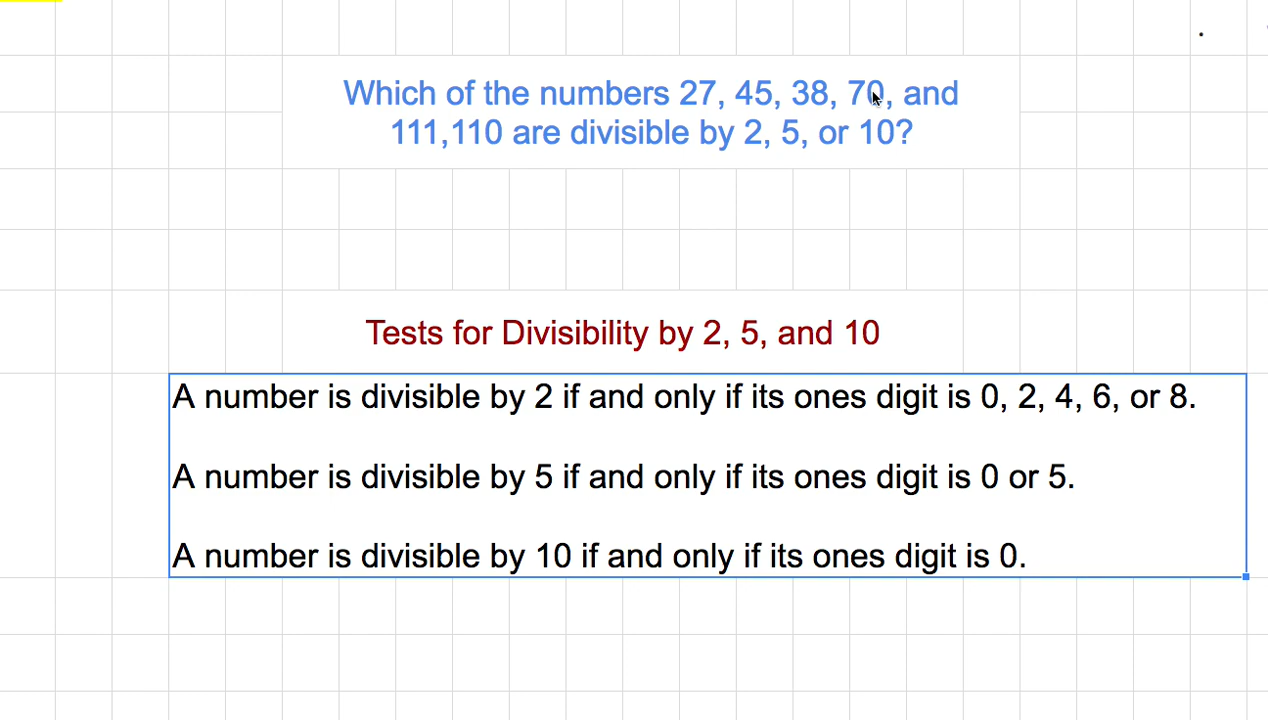 Which of the numbers 27, 45, 38, 70, and
111,110 are divisible by 2, 5, or 10?
Tests for Divisibility by 2, 5, and 10
A number is divisible by 2 if and only if its ones digit is 0, 2, 4, 6, or 8.
A number is divisible by 5 if and only if its ones digit is 0 or 5.
A number is divisible by 10 if and only if its ones digit is 0.